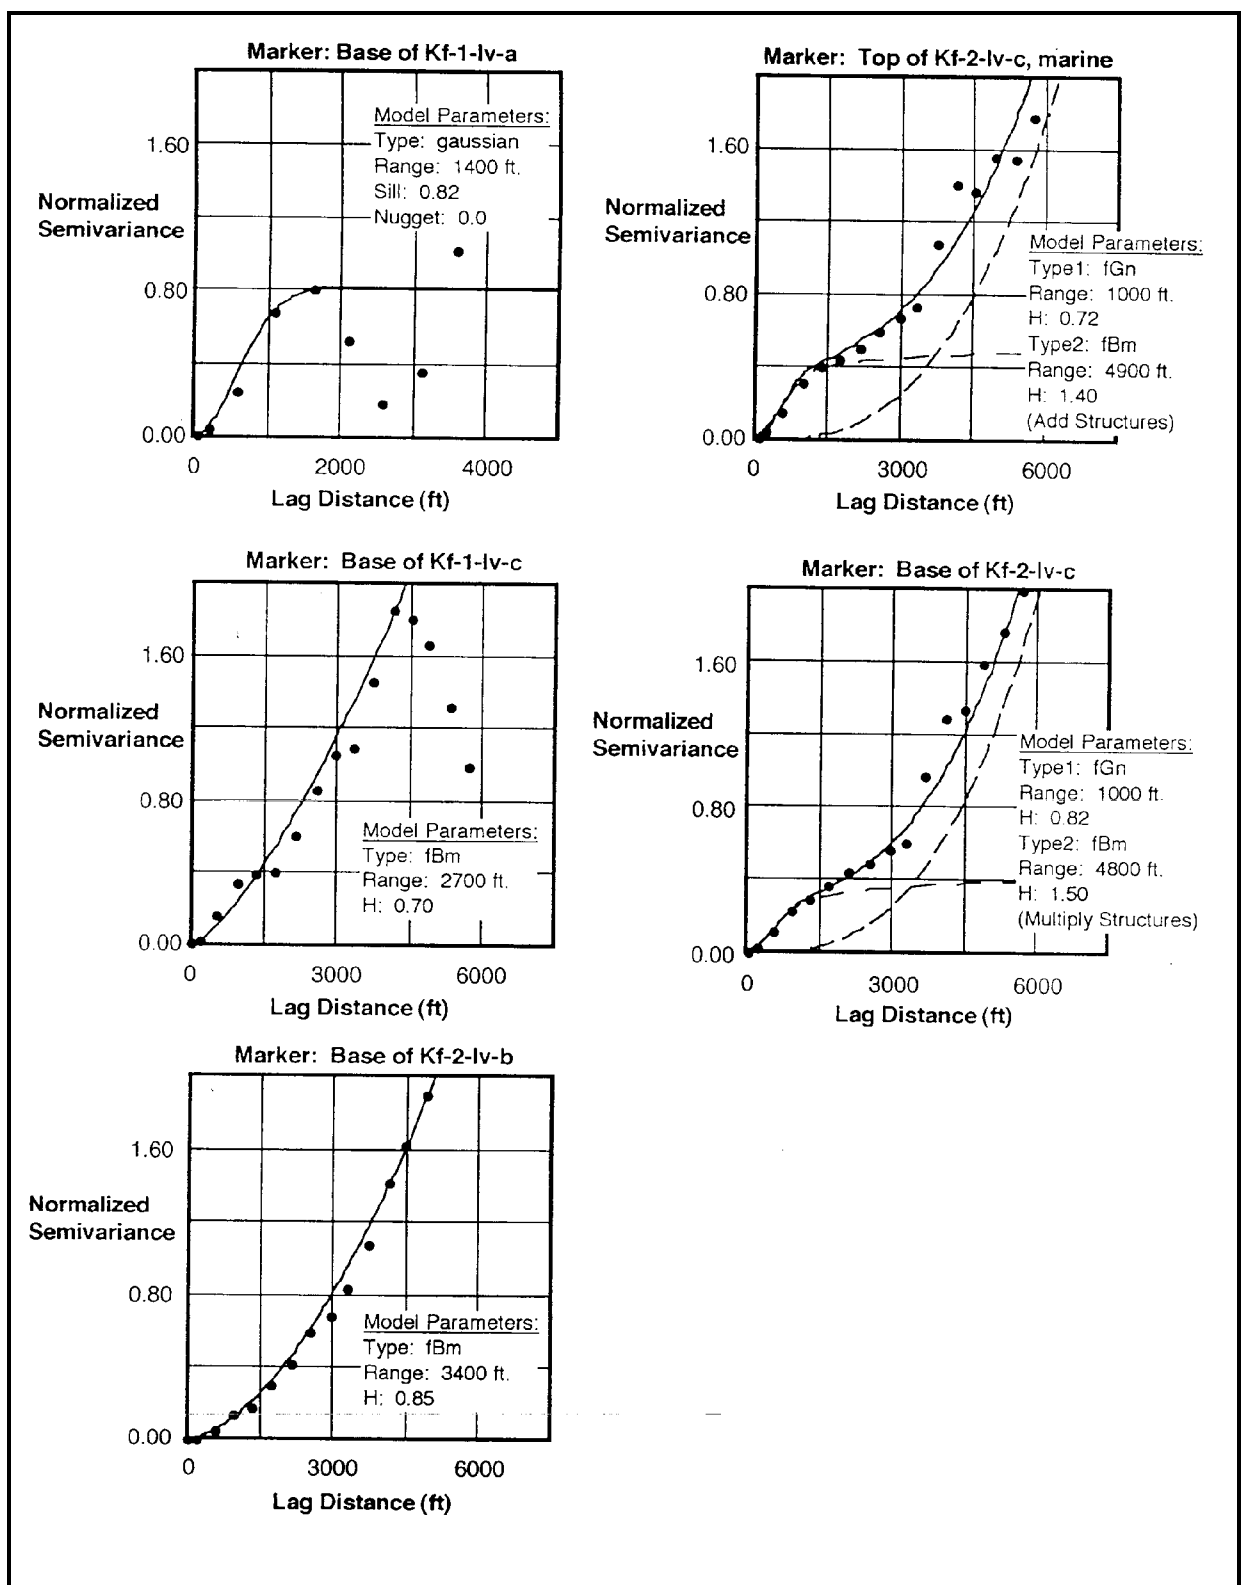 Marker: Base of Kf-1-Iv-a
1.60
0.80
0.00
Normalized
Semivariance
Model Parameters:
Type: gaussian
Range: 1400 ft.
Sill: 0.82
Nugget: 0.0
0 2000 4000
Lag Distance (ft)
Marker: Top of Kf-2-Iv-c, marine
1.60
0.80
0.00
Normalized
Semivariance
Model Parameters:
Type1: fGn
Range: 1000 ft.
H: 0.72
Type2: fBm
Range: 4900 ft.
H: 1.40
(Add Structures)
0 3000 6000
Lag Distance (ft)
Marker: Base of Kf-1-Iv-c
1.60
0.80
0.00
Normalized
Semivariance
Model Parameters:
Type: fBm
Range: 2700 ft.
H: 0.70
0 3000 6000
Lag Distance (ft)
Marker: Base of Kf-2-Iv-c
1.60
0.80
0.00
Normalized
Semivariance
Model Parameters:
Type1: fGn
Range: 1000 ft.
H: 0.82
Type2: fBm
Range: 4800 ft.
H: 1.50
(Multiply Structures)
0 3000 6000
Lag Distance (ft)
Marker: Base of Kf-2-Iv-b
1.60
0.80
0.00
Normalized
Semivariance
Model Parameters:
Type: fBm
Range: 3400 ft.
H: 0.85
0 3000 6000
Lag Distance (ft)